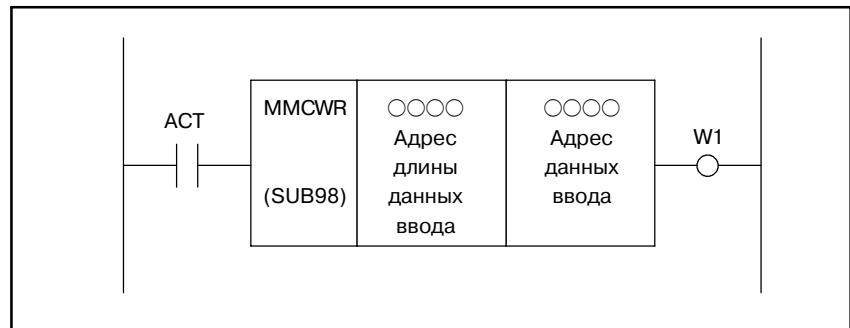 ACT
MMCWR
(SUB98)
○○○○
Адрес
длины
данных
ввода
○○○○
Адрес
данных
ввода
W1